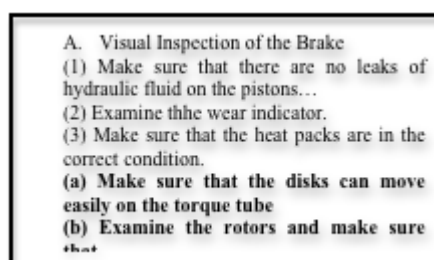 A. Visual Inspection of the Brake
(1) Make sure that there are no leaks of
hydraulic fluid on the pistons…
(2) Examine thhe wear indicator.
(3) Make sure that the heat packs are in the
correct condition.
(a) Make sure that the disks can move
easily on the torque tube
(b) Examine the rotors and make sure
that